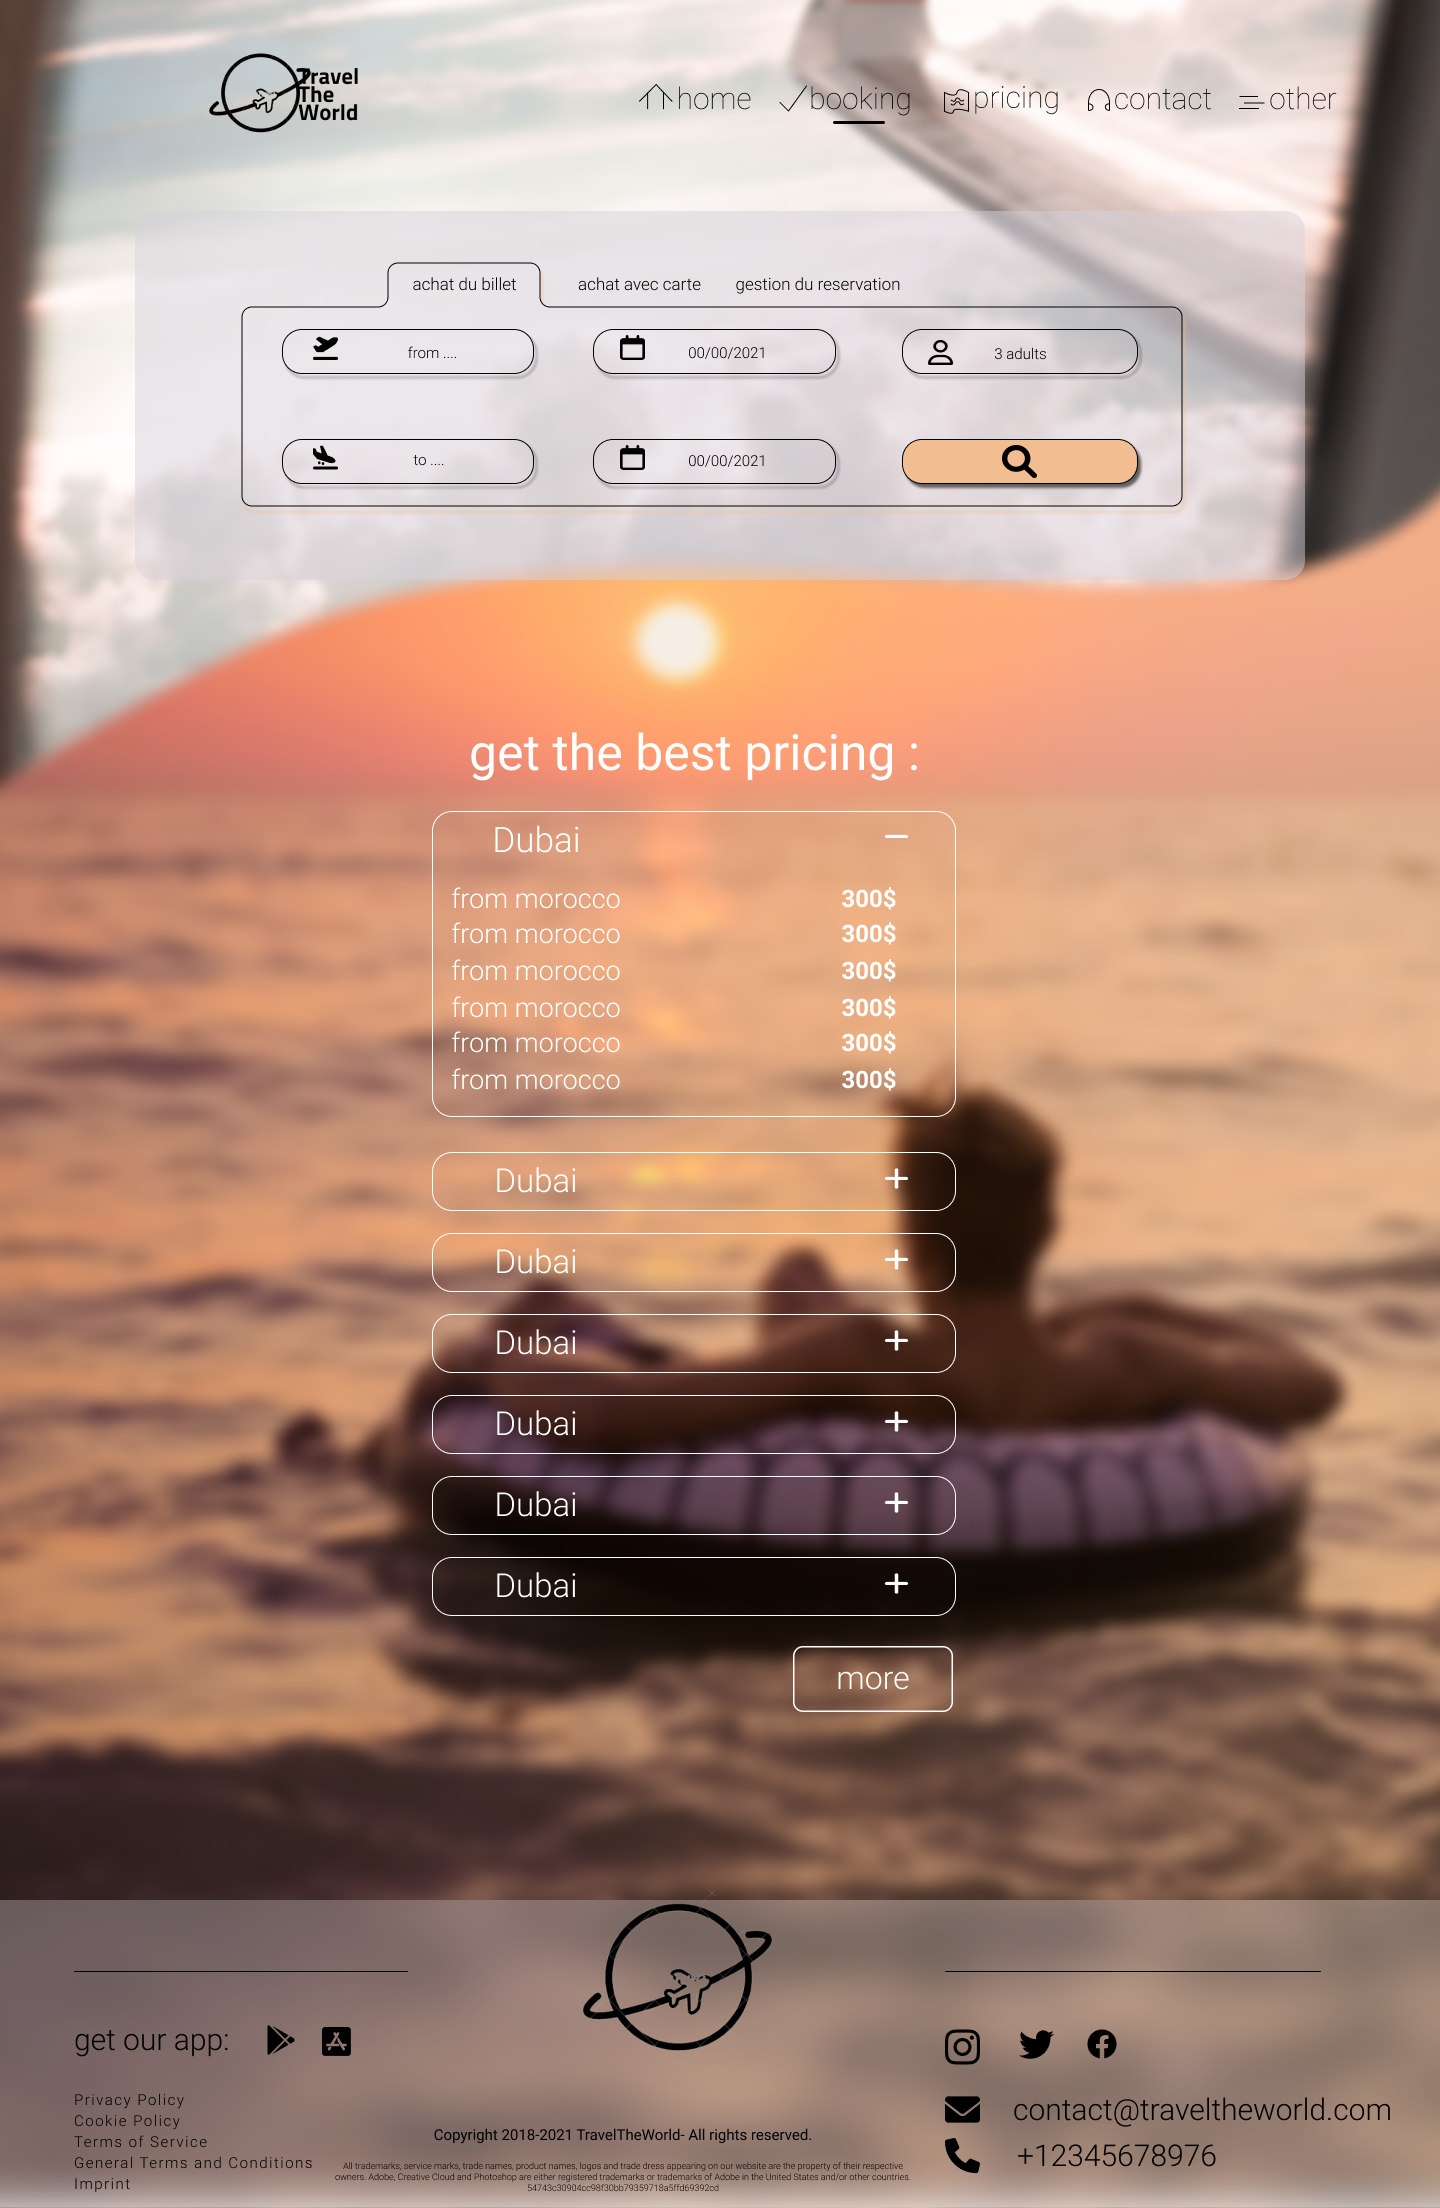 Travel
The
World
home booking pricing contact other
achat du billet achat avec carte gestion du reservation
from .... 00/00/2021 3 adults
to .... 00/00/2021
get the best pricing :
Dubai
from morocco 300$
from morocco 300$
from morocco 300$
from morocco 300$
from morocco 300$
from morocco 300$
Dubai
Dubai
Dubai
Dubai
Dubai
Dubai
more
get our app:
Privacy Policy
Cookie Policy
Terms of Service
General Terms and Conditions
Imprint
Copyright 2018-2021 TravelTheWorld- All rights reserved.
All trademarks, service marks, trade names, product names, logos and trade dress appearing on our website are the property of their respective
owners. Adobe, Creative Cloud and Photoshop are either registered trademarks or trademarks of Adobe in the United States and/or other countries.
54743c30904cc98f30bb79359718a5ffd69392cd
contact@traveltheworld.com
+12345678976